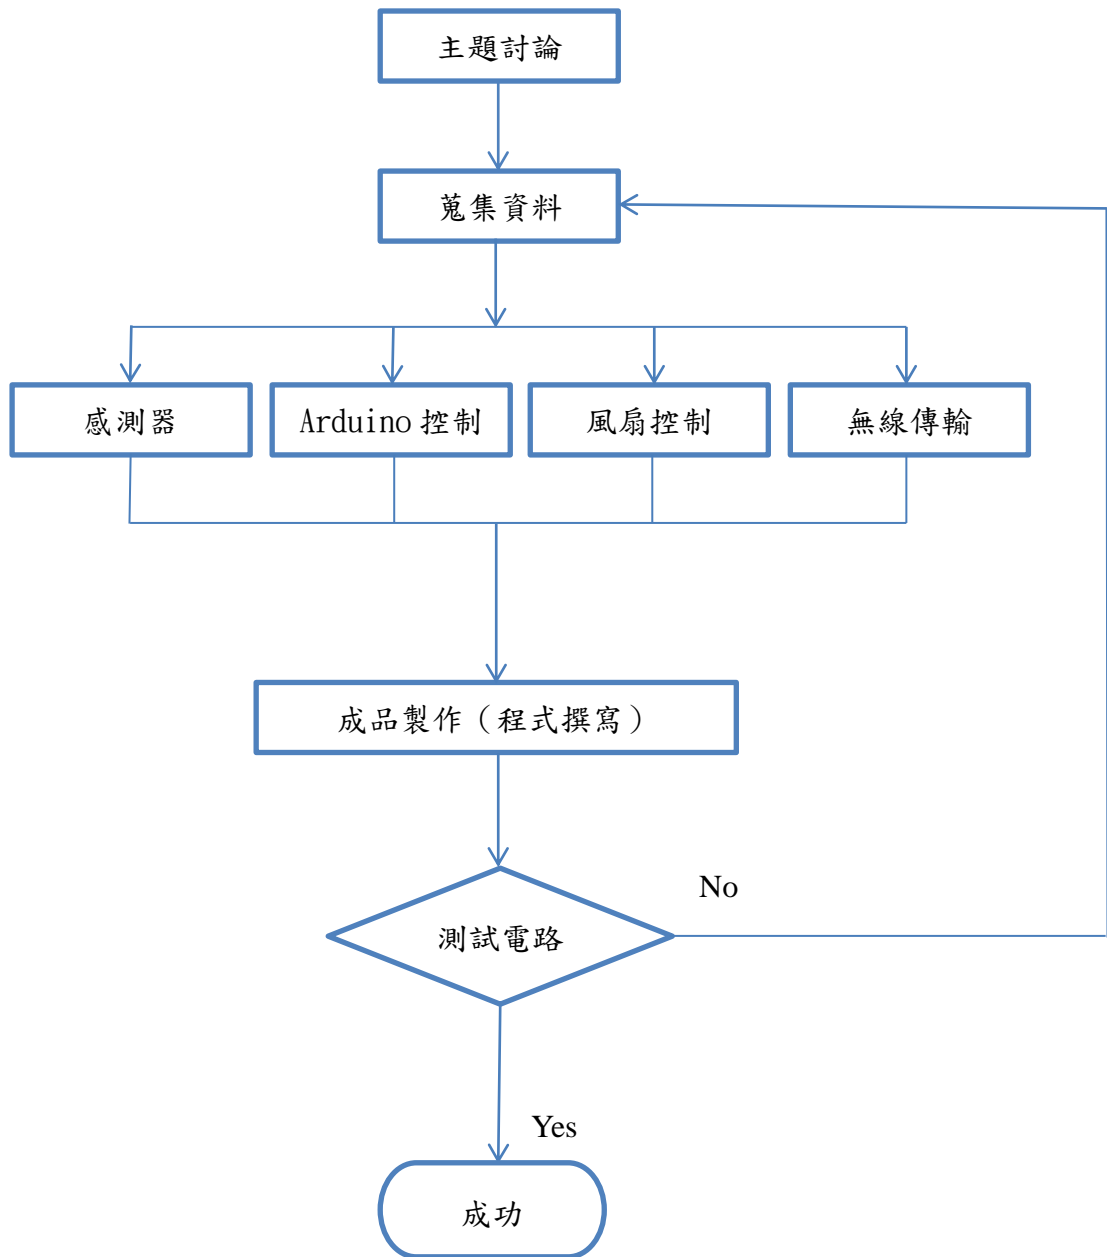 主題討論
蒐集資料
感測器
Arduino 控制
風扇控制
無線傳輸
成品製作（程式撰寫）
No
測試電路
Yes
成功